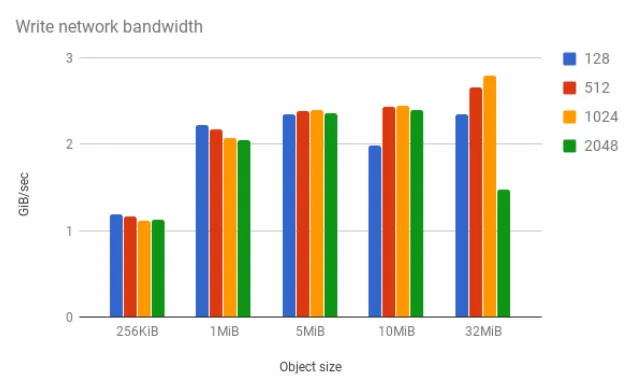 Write network bandwidth
3
2
1
0
GiB/sec
256KiB 1MiB 5MiB 10MiB 32MiB
Object size
128
512
1024
2048